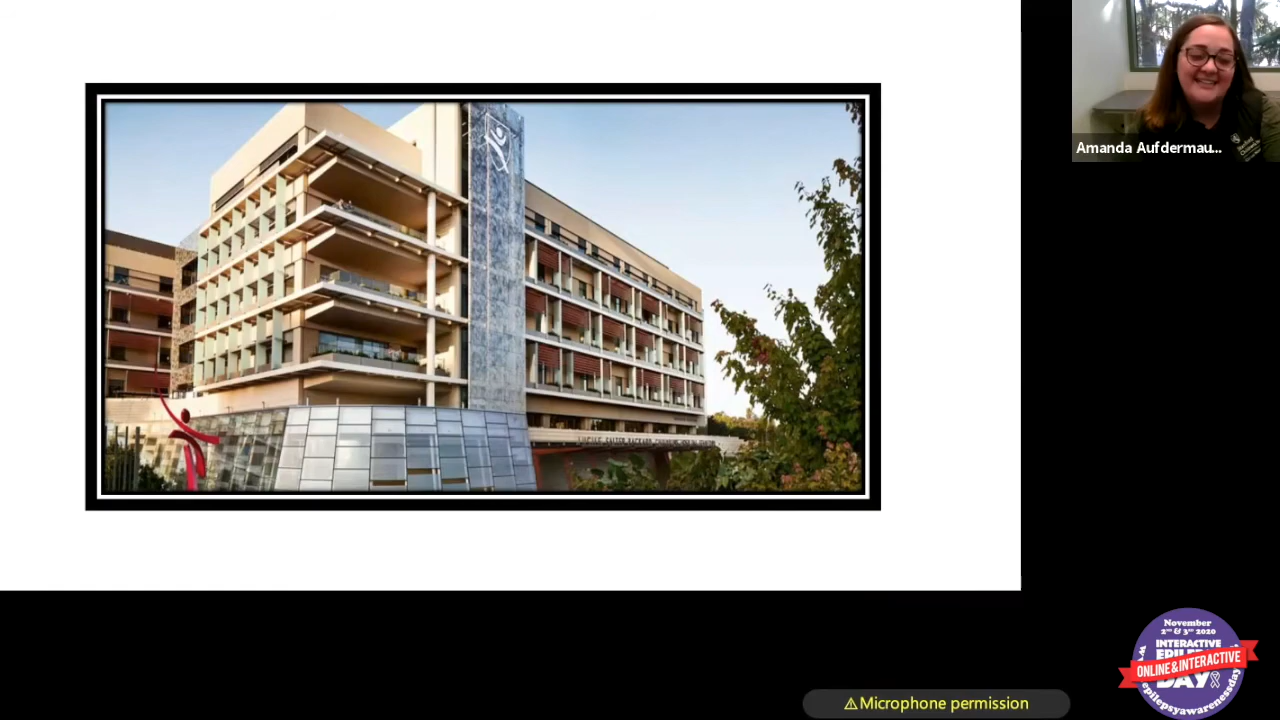 Amanda Aufdermau...
November
2ND & 3RD 2020
INTERACTIVE
ONLINE & INTERACTIVE
DAY
epilepsyawarenessday
⚠Microphone permission